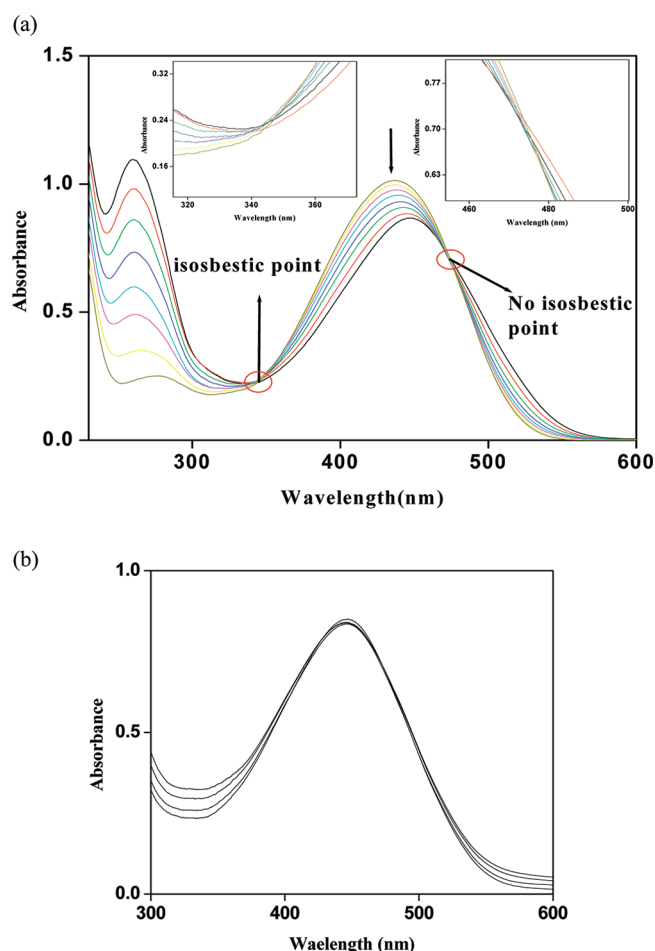 (a)
1.5
1.0
0.5
0.0
Absorbance
300
400
500
600
Wavelength(nm)
0.32
0.24
0.16
Absorbance
320
340
360
Wavelength (nm)
0.77
0.70
0.63
Absorbance
460
480
500
Wavelength (nm)
isosbestic point
No isosbestic
point
(b)
1.0
0.5
0.0
Absorbance
300
400
500
600
Waelength (nm)